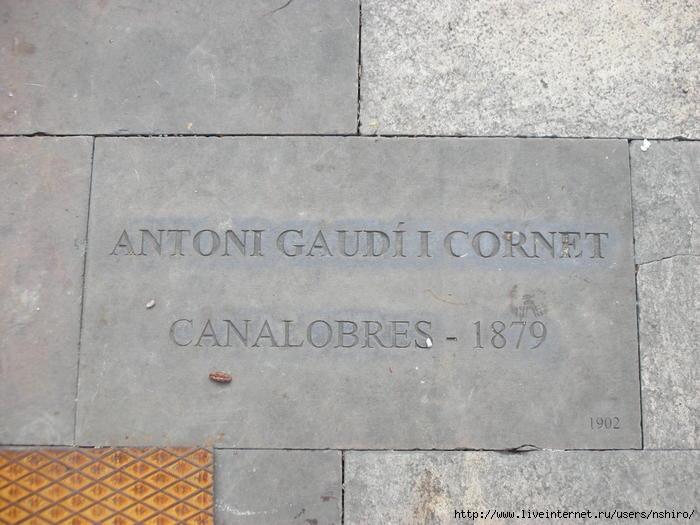 ANTONI GAUDÍ I CORNET
CANALOBRES - 1879
1902
http://www.liveinternet.ru/users/nshiro/